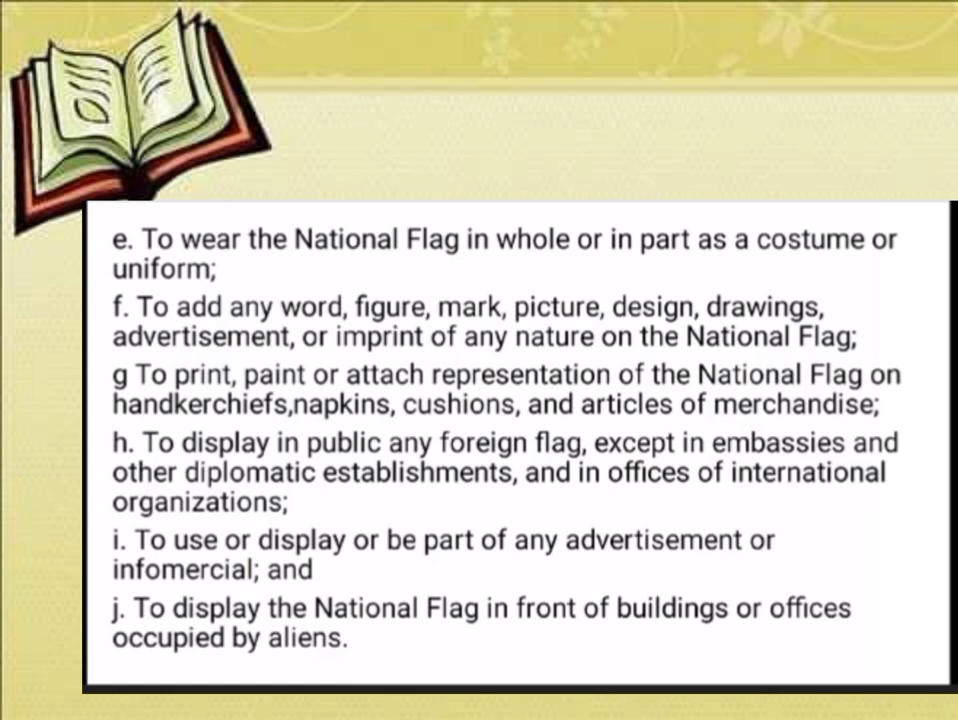 e. To wear the National Flag in whole or in part as a costume or
uniform;
f. To add any word, figure, mark, picture, design, drawings,
advertisement, or imprint of any nature on the National Flag;
g To print, paint or attach representation of the National Flag on
handkerchiefs,napkins, cushions, and articles of merchandise;
h. To display in public any foreign flag, except in embassies and
other diplomatic establishments, and in offices of international
organizations;
i. To use or display or be part of any advertisement or
infomercial; and
j. To display the National Flag in front of buildings or offices
occupied by aliens.